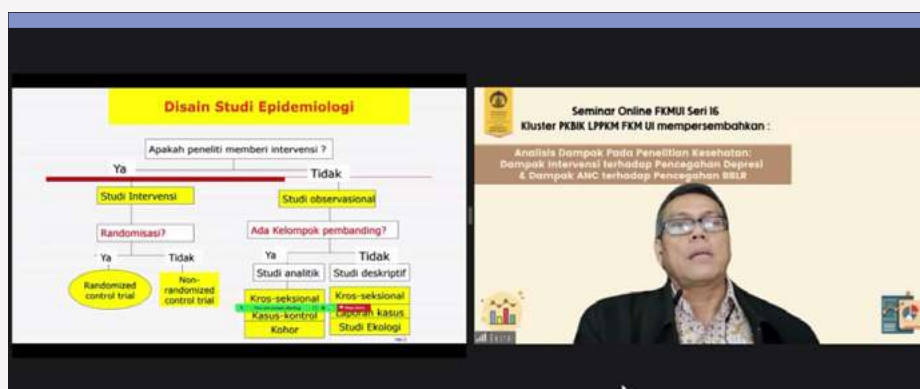 Disain Studi Epidemiologi
Apakah peneliti memberi intervensi ?
Ya
Tidak
Studi Intervensi
Studi observasional
Randomisasi?
Ada Kelompok pembanding?
Ya
Tidak
Ya
Tidak
Randomized
control trial
Non-
randomized
control trial
Studi analitik
Studi deskriptif
Kros-seksional
Kasus-kontrol
Kohor
Kros-seksional
Laporan kasus
Studi Ekologi
Seminar Online FKMUI Seri 16
Kluster PKBIK LPPKM FKM UI mempersembahkan :
Analisis Dampak Pada Penelitian Kesehatan:
Dampak Intervensi terhadap Pencegahan Depresi
& Dampak ANC terhadap Pencegahan BBLR